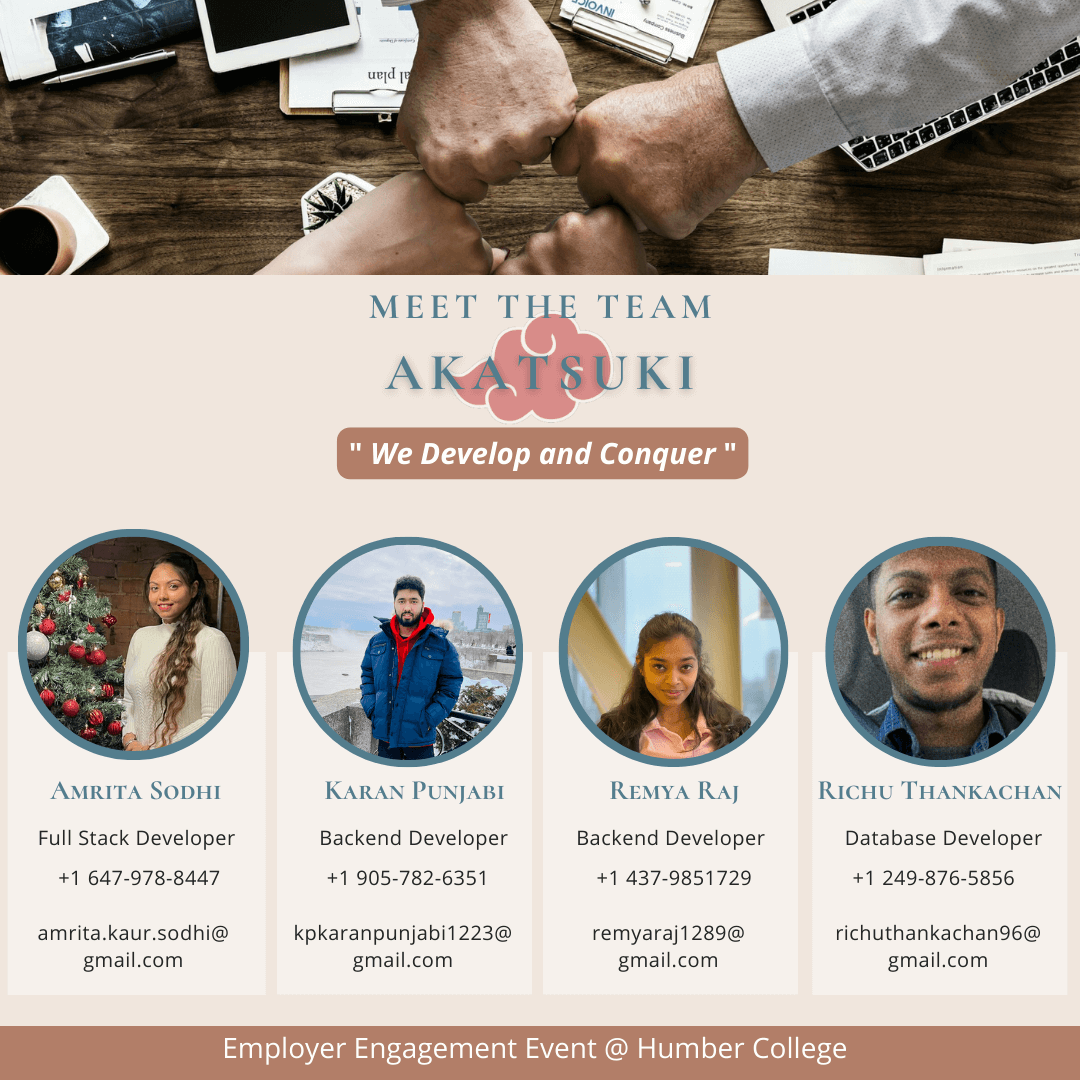 INVOICE
al plan
MEET THE TEAM
AKATSUKI
" We Develop and Conquer "
Amrita Sodhi
Full Stack Developer
+1 647-978-8447
amrita.kaur.sodhi@
gmail.com
Karan Punjabi
Backend Developer
+1 905-782-6351
kpkaranpunjabi1223@
gmail.com
Remya Raj
Backend Developer
+1 437-9851729
remyaraj1289@
gmail.com
Richu Thankachan
Database Developer
+1 249-876-5856
richuthankachan96@
gmail.com
Employer Engagement Event @ Humber College